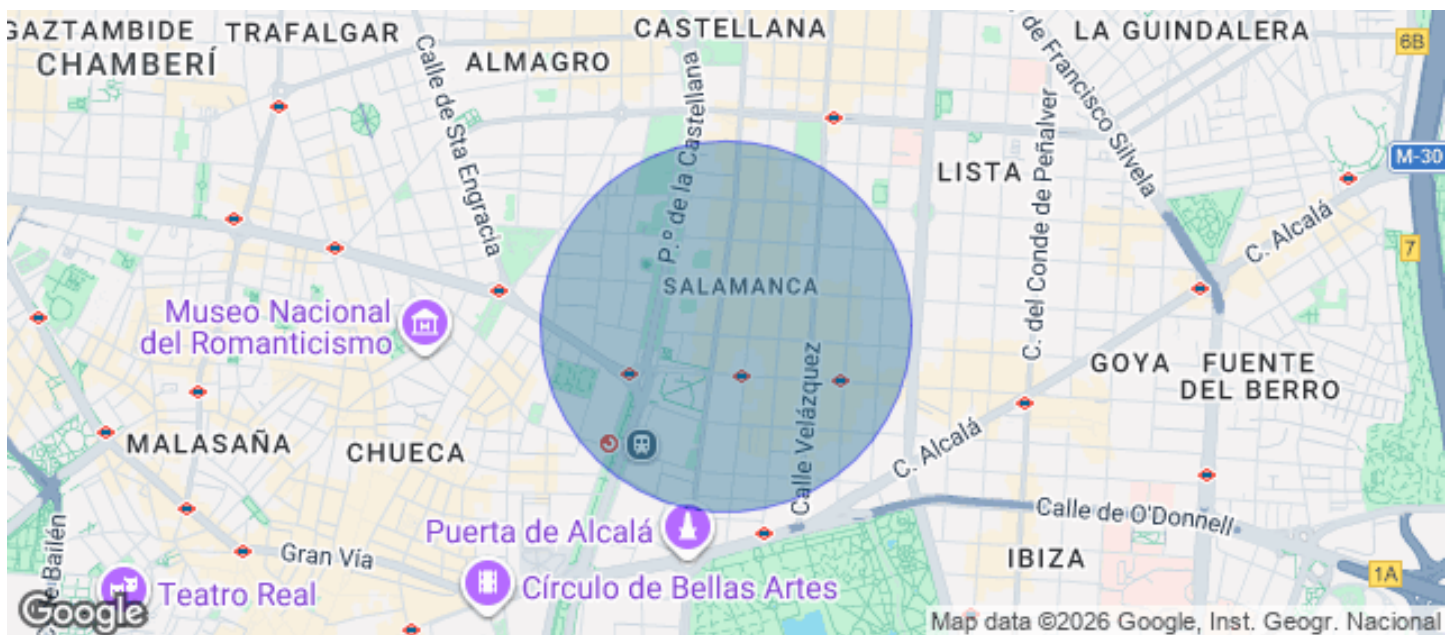 GAZTAMBIDE
TRAFALGAR
CASTELLANA
LA GUINDALERA
6B
CHAMBERÍ
ALMAGRO
Calle de Sta Engracia
P.º de la Castellana
de Francisco Silvela
C. del Conde de Peñalver
M-30
LISTA
C. Alcalá
7
SALAMANCA
Museo Nacional
del Romanticismo
Calle Velázquez
GOYA
FUENTE
DEL BERRO
MALASAÑA
CHUECA
C. Alcalá
Calle de O'Donnell
Puerta de Alcalá
Gran Vía
IBIZA
1A
de Bailén
Teatro Real
Círculo de Bellas Artes
Google
Map data ©2026 Google, Inst. Geogr. Nacional